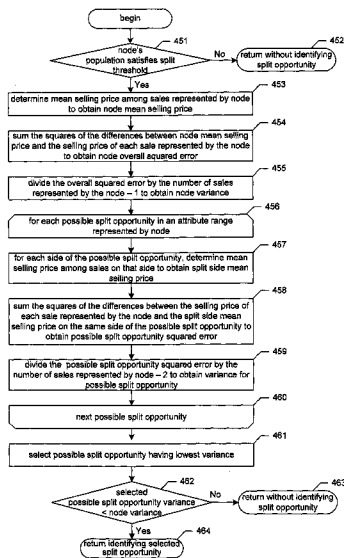 begin
451
node's
population satisfies split
threshold
No
452
return without identifying
split opportunity
Yes
453
determine mean selling price among sales represented by node
to obtain node mean selling price
454
sum the squares of the differences between node mean selling
price and the selling price of each sale represented by the node
to obtain node overall squared error
455
divide the overall squared error by the number of sales
represented by the node – 1 to obtain node variance
456
for each possible split opportunity in an attribute range
represented by node
457
for each side of the possible opportunity, determine mean
selling price among sales on that side to obtain split side mean
selling price
458
sum the squares of the differences between the selling price of
each sale represented by the node and the split side mean
selling price on the same side of the possible opportunity to
obtain possible opportunity squared error
459
divide the possible split opportunity squared error by the
number of sales represented by node – 2 to obtain variance for
possible split opportunity
460
next possible split opportunity
461
select possible split opportunity having lowest variance
462
selected
possible split opportunity variance
< node variance
No
463
return without identifying
split opportunity
Yes
464
return identifying selected
split opportunity